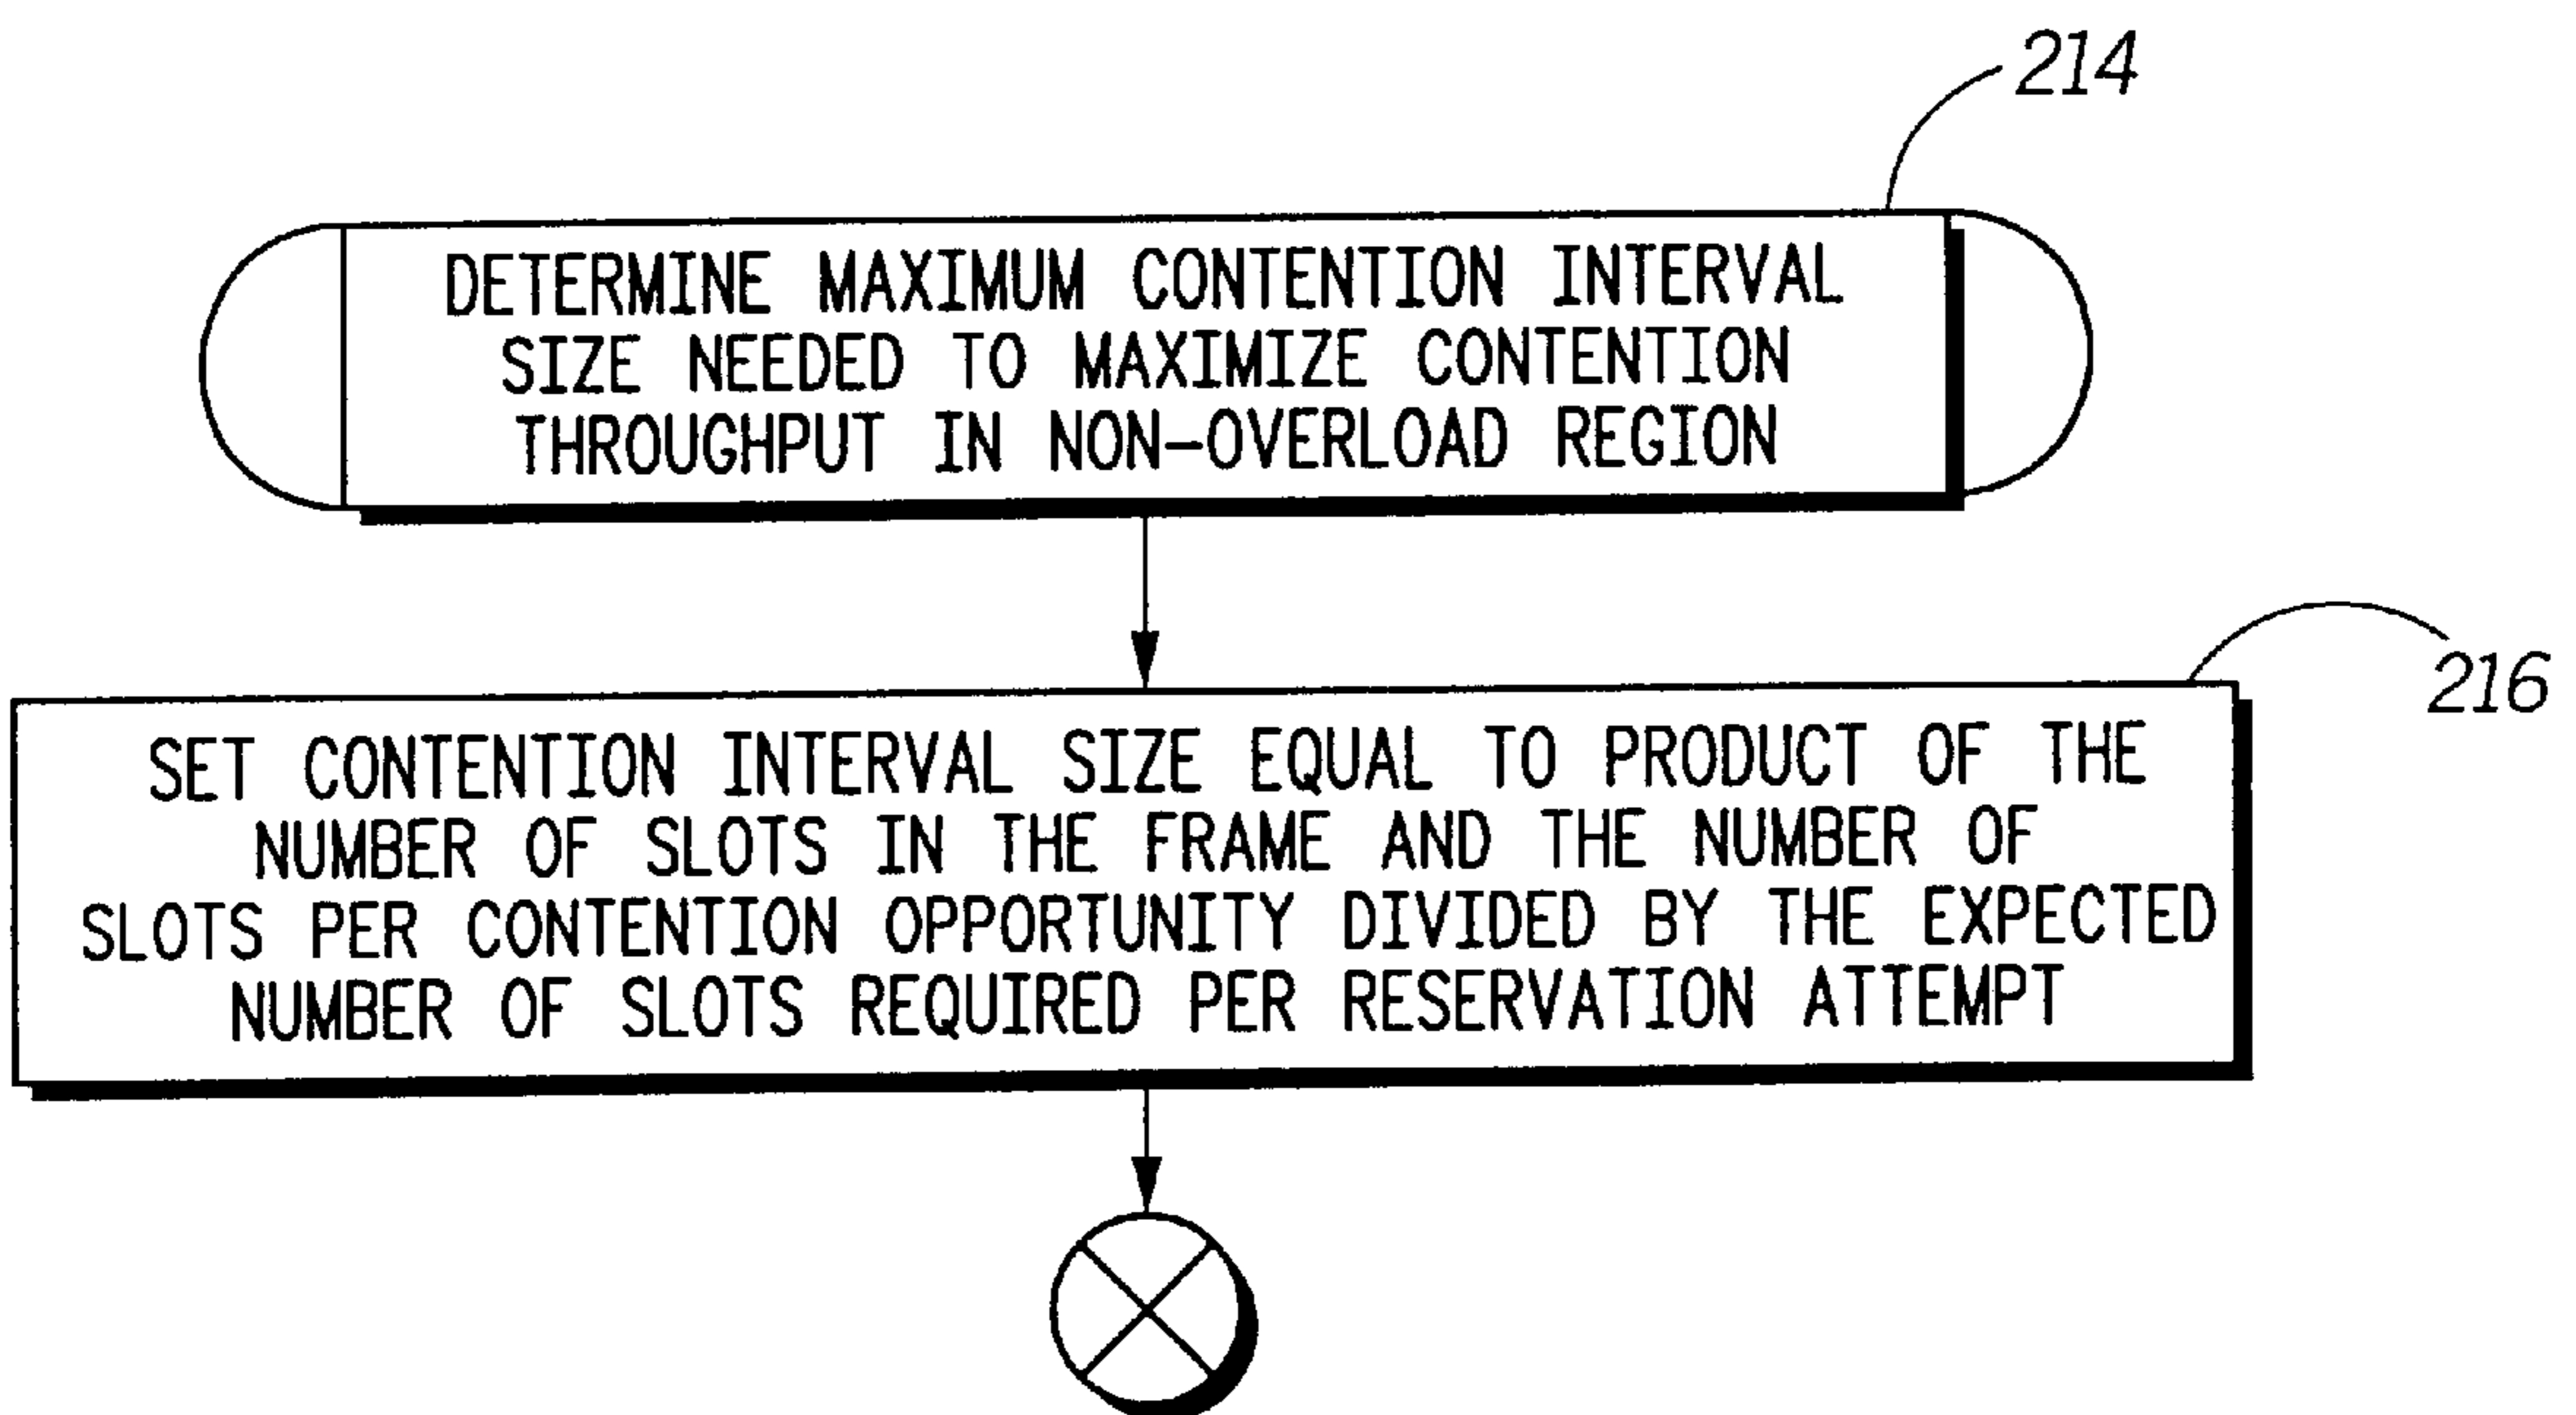 214
DETERMINE MAXIMUM CONTENTION INTERVAL
SIZE NEEDED TO MAXIMIZE CONTENTION
THROUGHPUT IN NON-OVERLOAD REGION
216
SET CONTENTION INTERVAL SIZE EQUAL TO PRODUCT OF THE
NUMBER OF SLOTS IN THE FRAME AND THE NUMBER OF
SLOTS PER CONTENTION OPPORTUNITY DIVIDED BY THE EXPECTED
NUMBER OF SLOTS REQUIRED PER RESERVATION ATTEMPT